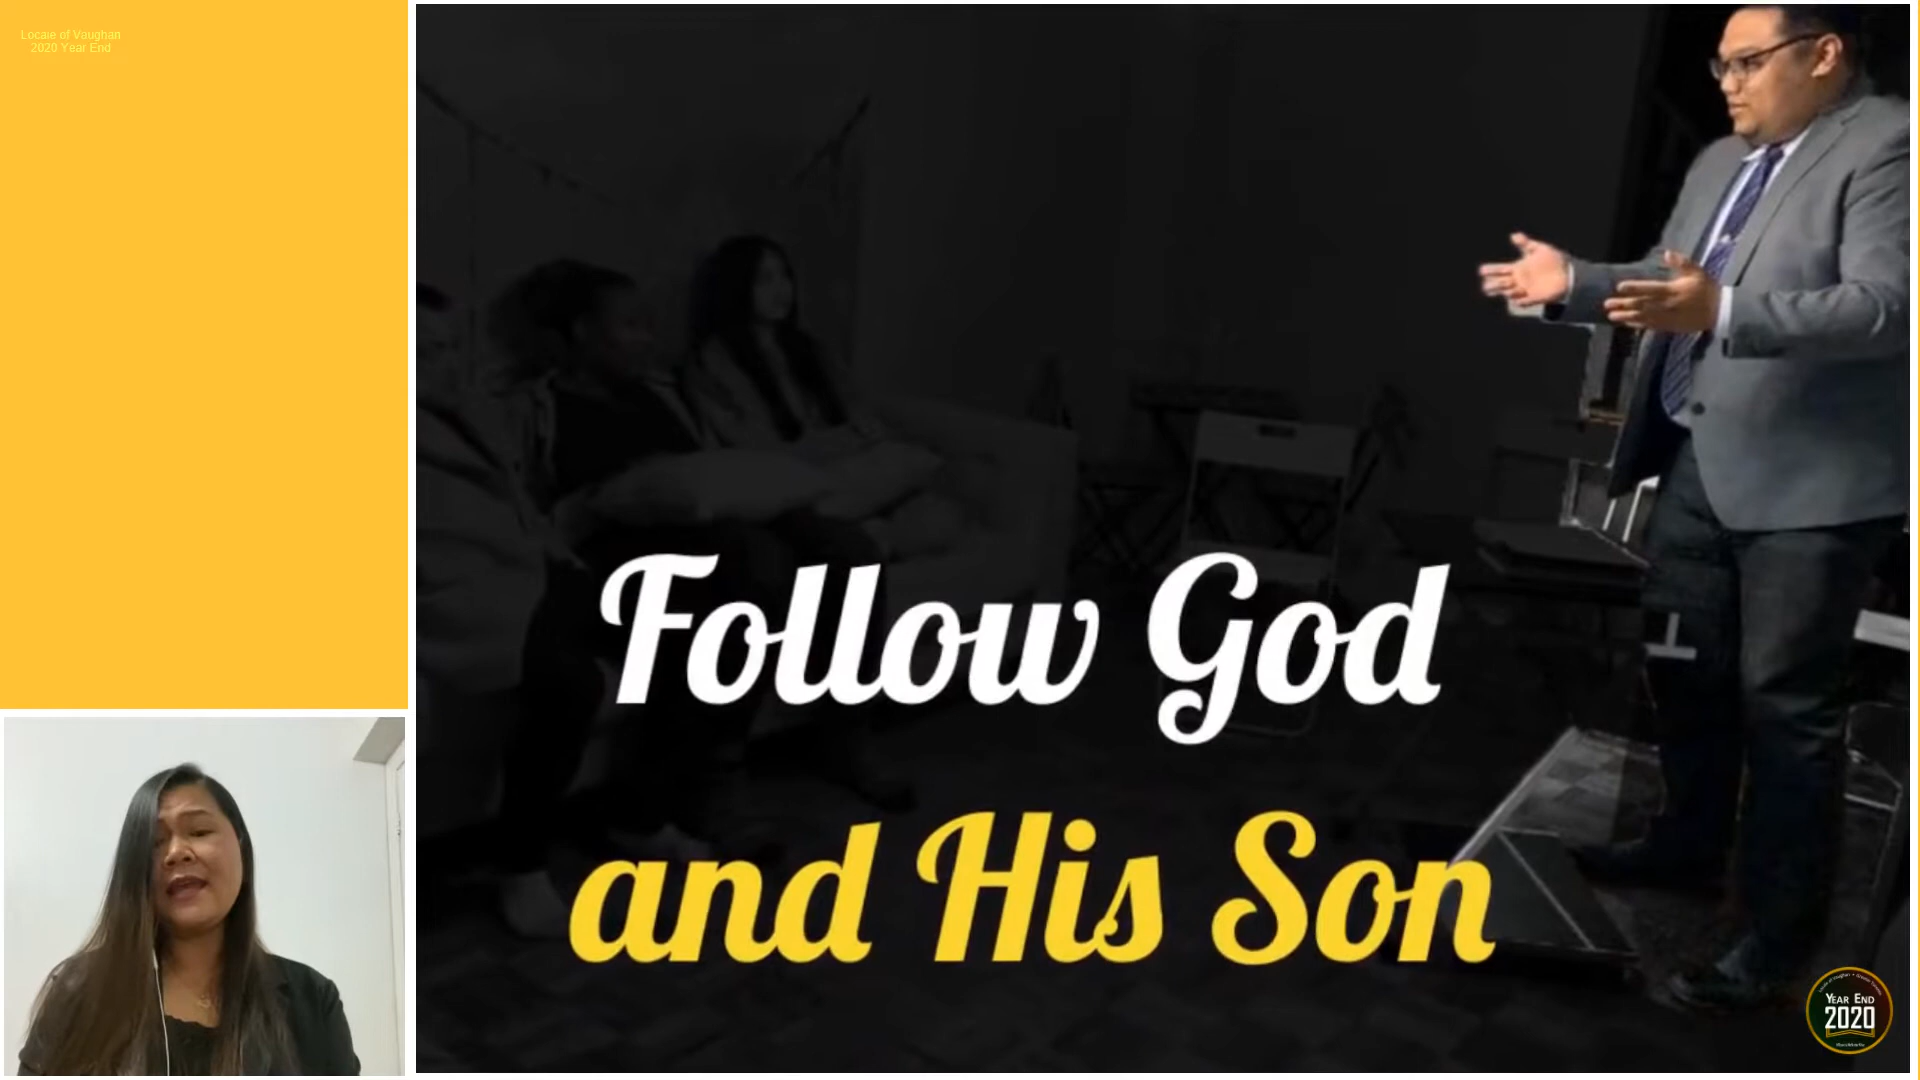 Locale of Vaughan
2020 Year End
Follow God
and His Son
YEAR END
2020